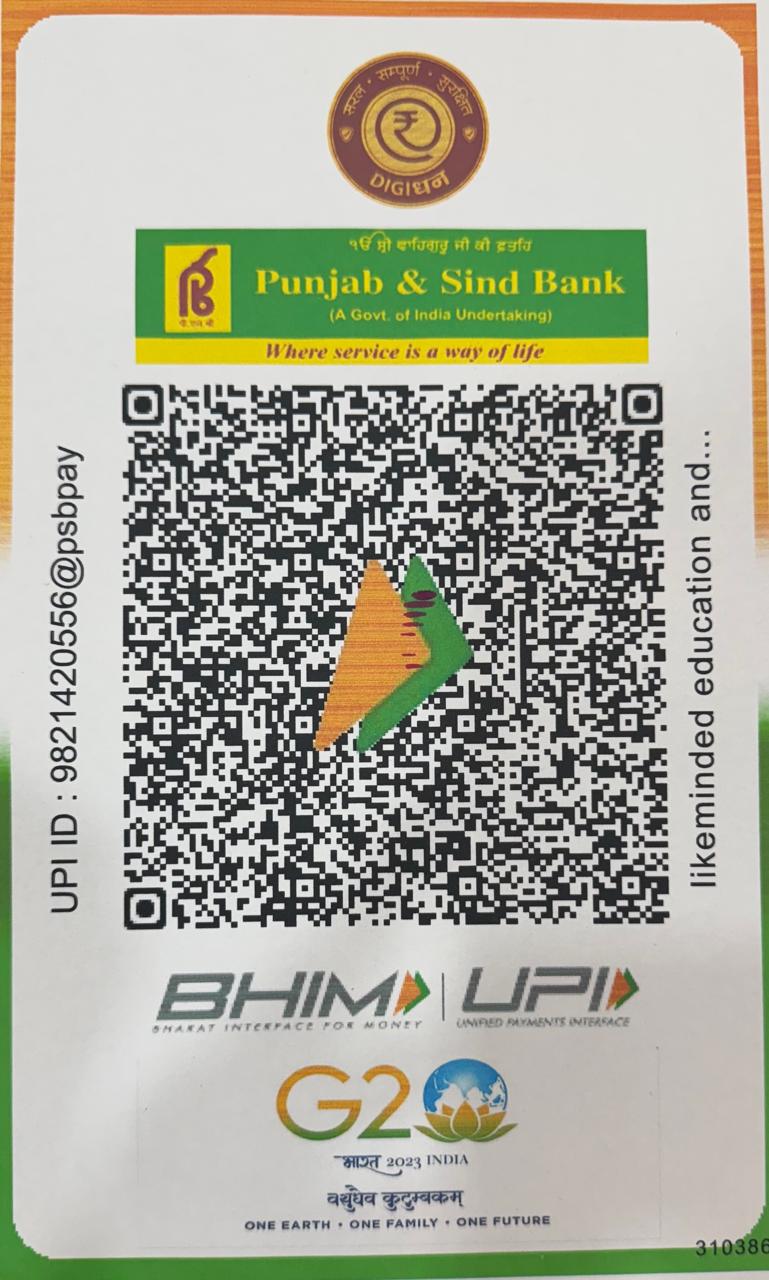 सरल • सम्पूर्ण • सुरक्षित
DIGIधन
ੴ ਸ੍ਰੀ ਵਾਹਿਗੁਰੂ ਜੀ ਕੀ ਫ਼ਤਹਿ
Punjab & Sind Bank
(A Govt. of India Undertaking)
पी.एस.बी
Where service is a way of life
UPI ID : 9821420556@psbpay
likeminded education and...
BHIM
BHARAT INTERFACE FOR MONEY
UPI
UNIFIED PAYMENTS INTERFACE
G20
भारत 2023 INDIA
वसुधैव कुटुम्बकम्
ONE EARTH • ONE FAMILY • ONE FUTURE
310386